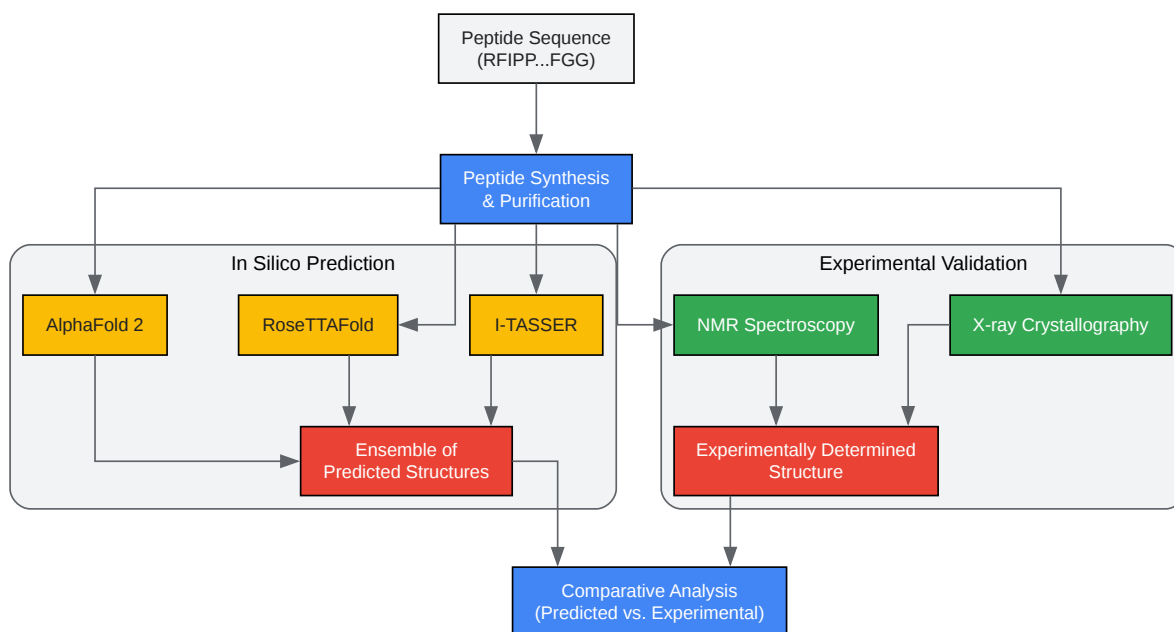 Peptide Sequence
(RFIPP...FGG)
Peptide Synthesis
& Purification
In Silico Prediction
Experimental Validation
AlphaFold 2
RoseTTAFold
I-TASSER
NMR Spectroscopy
X-ray Crystallography
Ensemble of
Predicted Structures
Experimentally Determined
Structure
Comparative Analysis
(Predicted vs. Experimental)